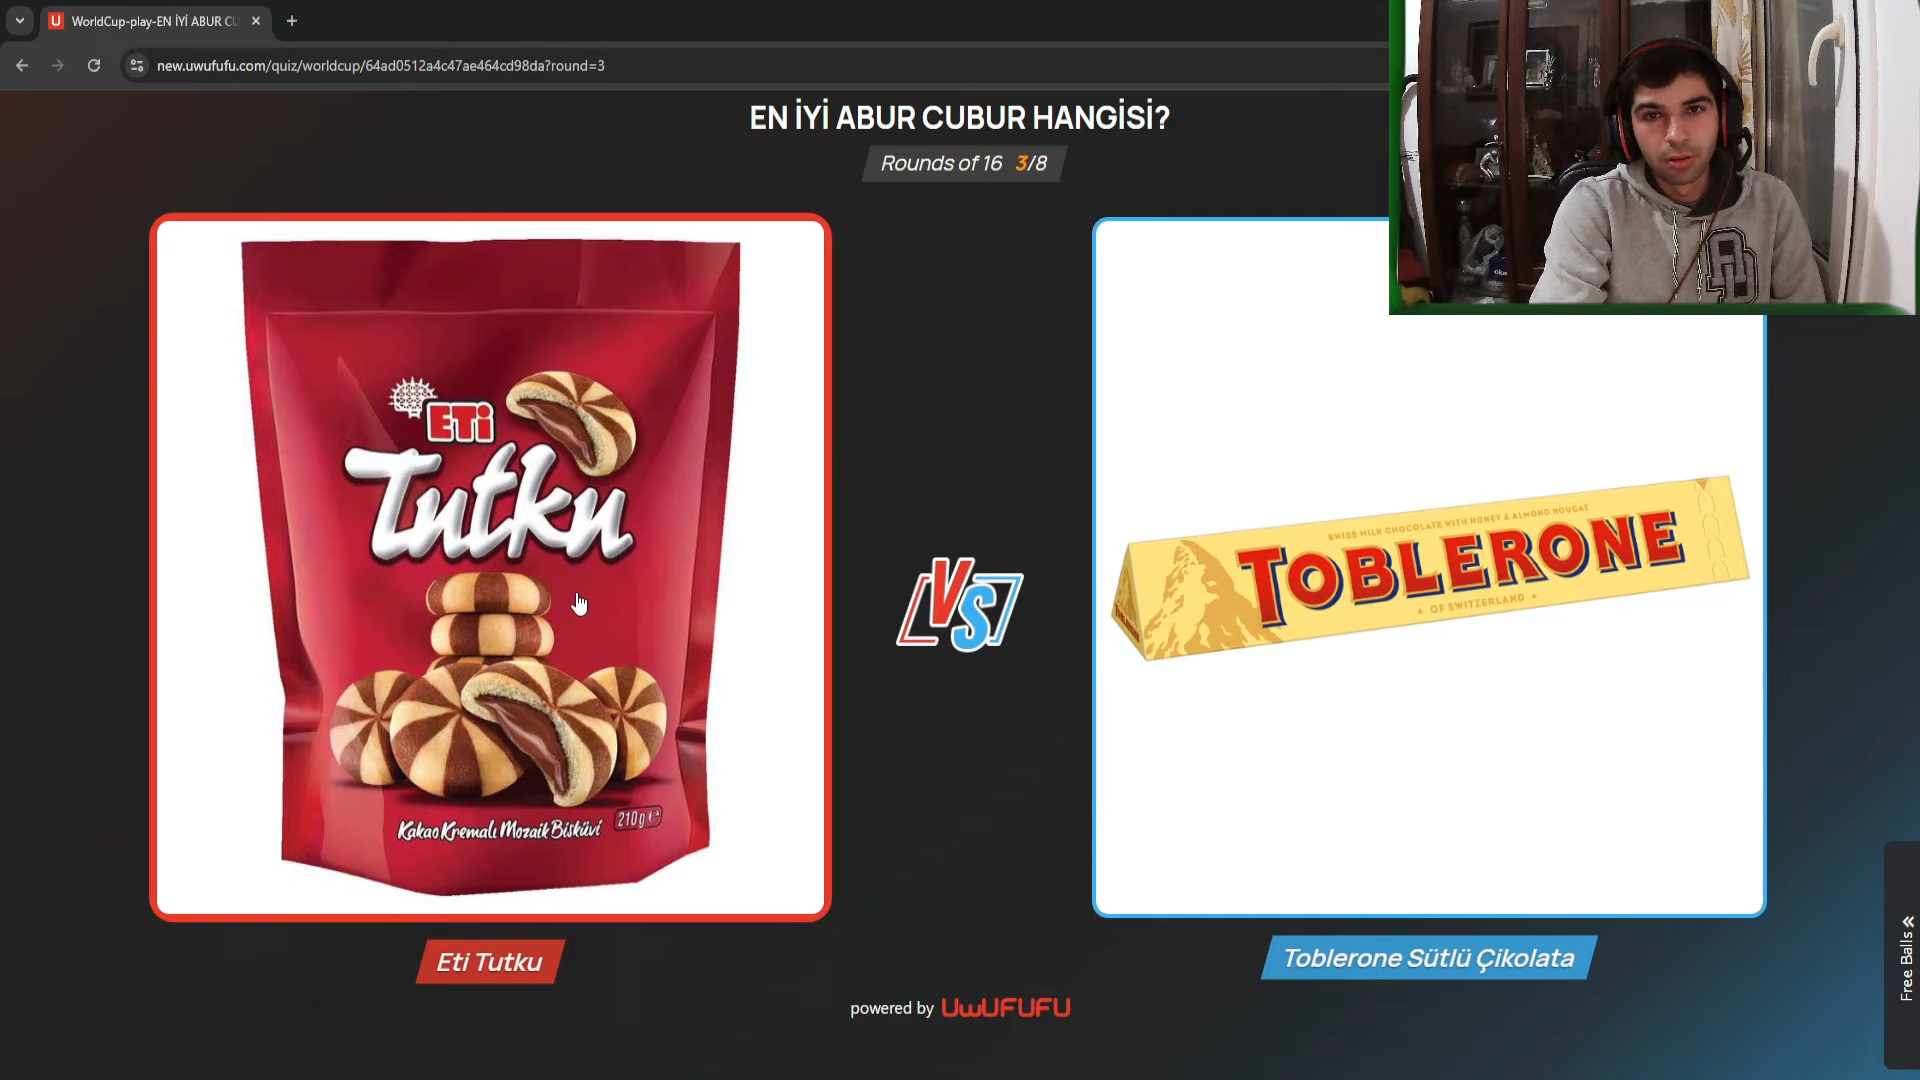 WorldCup-play-EN İYİ ABUR CU
new.uwufufu.com/quiz/worldcup/64ad0512a4c47ae464cd98da?round=3
EN İYİ ABUR CUBUR HANGİSİ?
Rounds of 16 3/8
ETİ
Tutku
Kakao Kremalı Mozaik Bisküvi 210g e
VS
SWISS MILK CHOCOLATE WITH HONEY & ALMOND NOUGAT
TOBLERONE
OF SWITZERLAND
Eti Tutku
Toblerone Sütlü Çikolata
powered by UwUFUFU
Free Balls